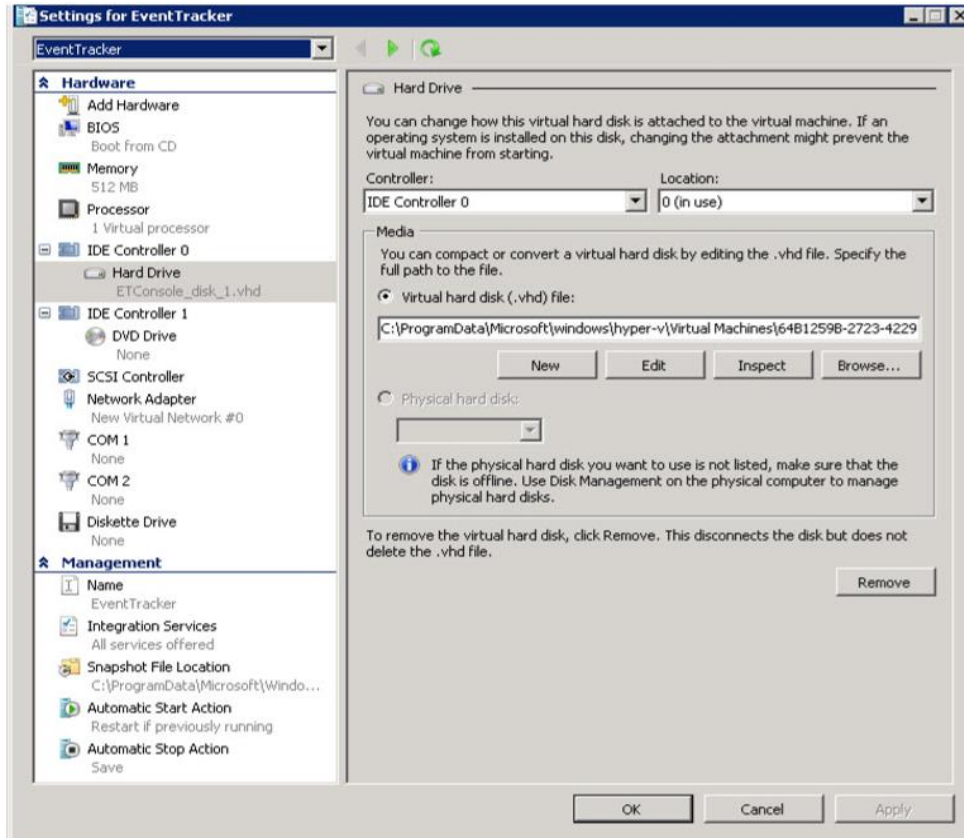 Settings for EventTracker
EventTracker
Hardware
Add Hardware
BIOS
Boot from CD
Memory
512 MB
Processor
1 Virtual processor
IDE Controller 0
Hard Drive
ETConsole_disk_1.vhd
IDE Controller 1
DVD Drive
None
SCSI Controller
Network Adapter
New Virtual Network #0
COM 1
None
COM 2
None
Diskette Drive
None
Management
Name
EventTracker
Integration Services
All services offered
Snapshot File Location
C:\ProgramData\Microsoft\Windo...
Automatic Start Action
Restart if previously running
Automatic Stop Action
Save
Hard Drive
You can change how this virtual hard disk is attached to the virtual machine. If an
operating system is installed on this disk, changing the attachment might prevent the
virtual machine from starting.
Controller:
Location:
IDE Controller 0
0 (in use)
Media
You can compact or convert a virtual hard disk by editing the .vhd file. Specify the
full path to the file.
Virtual hard disk (.vhd) file:
C:\ProgramData\Microsoft\windows\hyper-v\Virtual Machines\64B1259B-2723-4229
New
Edit
Inspect
Browse...
Physical hard disk:
If the physical hard disk you want to use is not listed, make sure that the
disk is offline. Use Disk Management on the physical computer to manage
physical hard disks.
To remove the virtual hard disk, click Remove. This disconnects the disk but does not
delete the .vhd file.
Remove
OK
Cancel
Apply